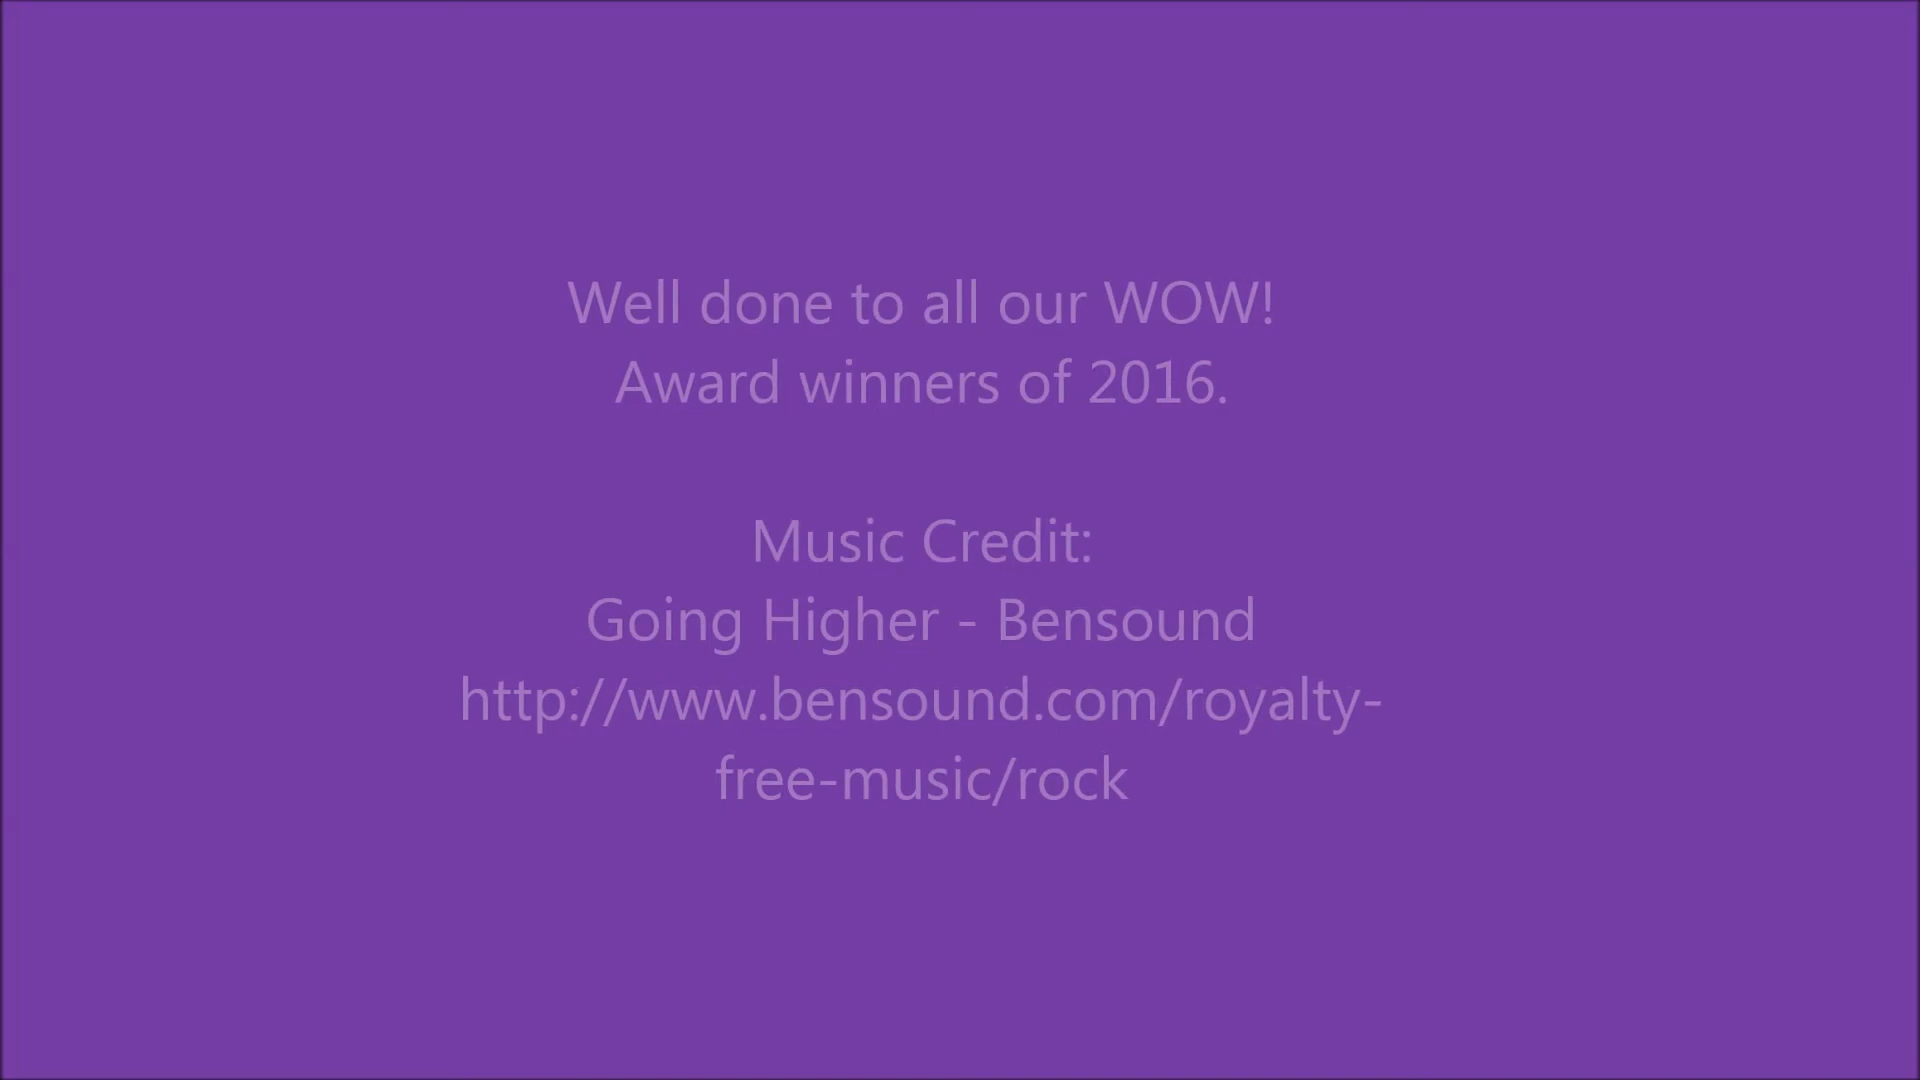 Well done to all our WOW!
Award winners of 2016.
Music Credit:
Going Higher - Bensound
http://www.bensound.com/royalty-
free-music/rock